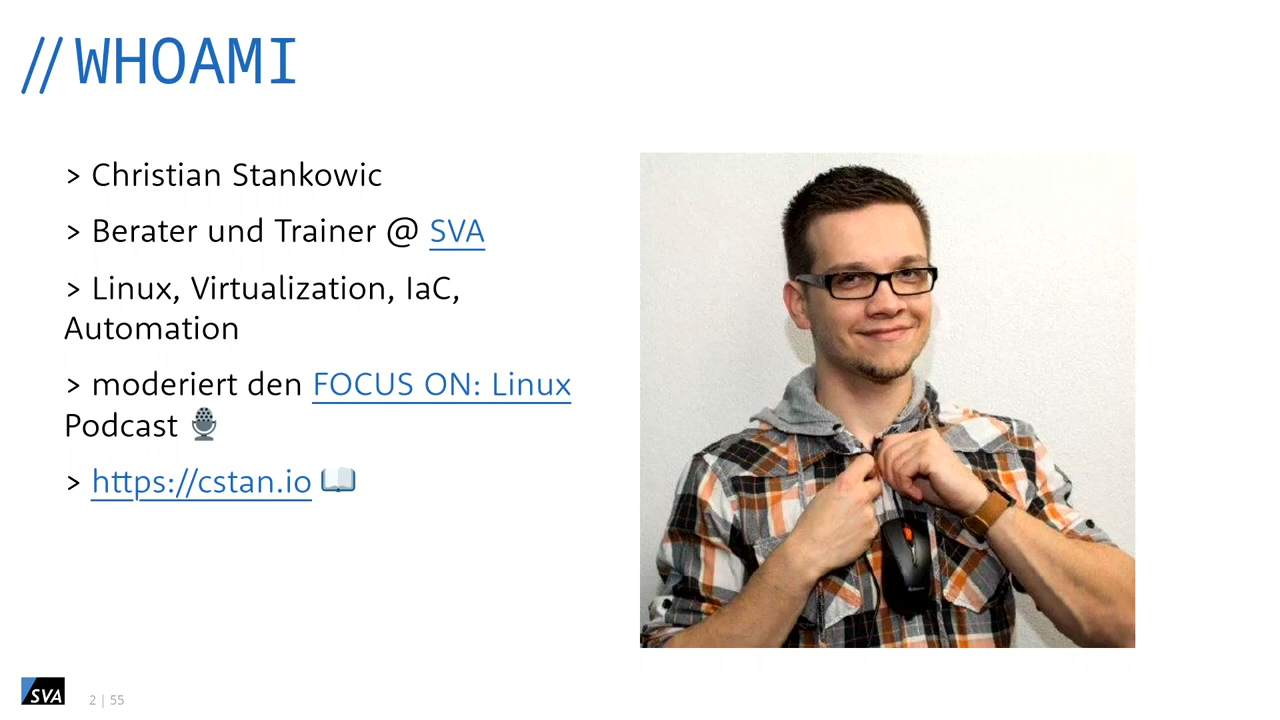 //WHOAMI
> Christian Stankowic
> Berater und Trainer @ SVA
> Linux, Virtualization, IaC,
Automation
> moderiert den FOCUS ON: Linux
Podcast 🎙️
> https://cstan.io 📖
SVA
2 | 55